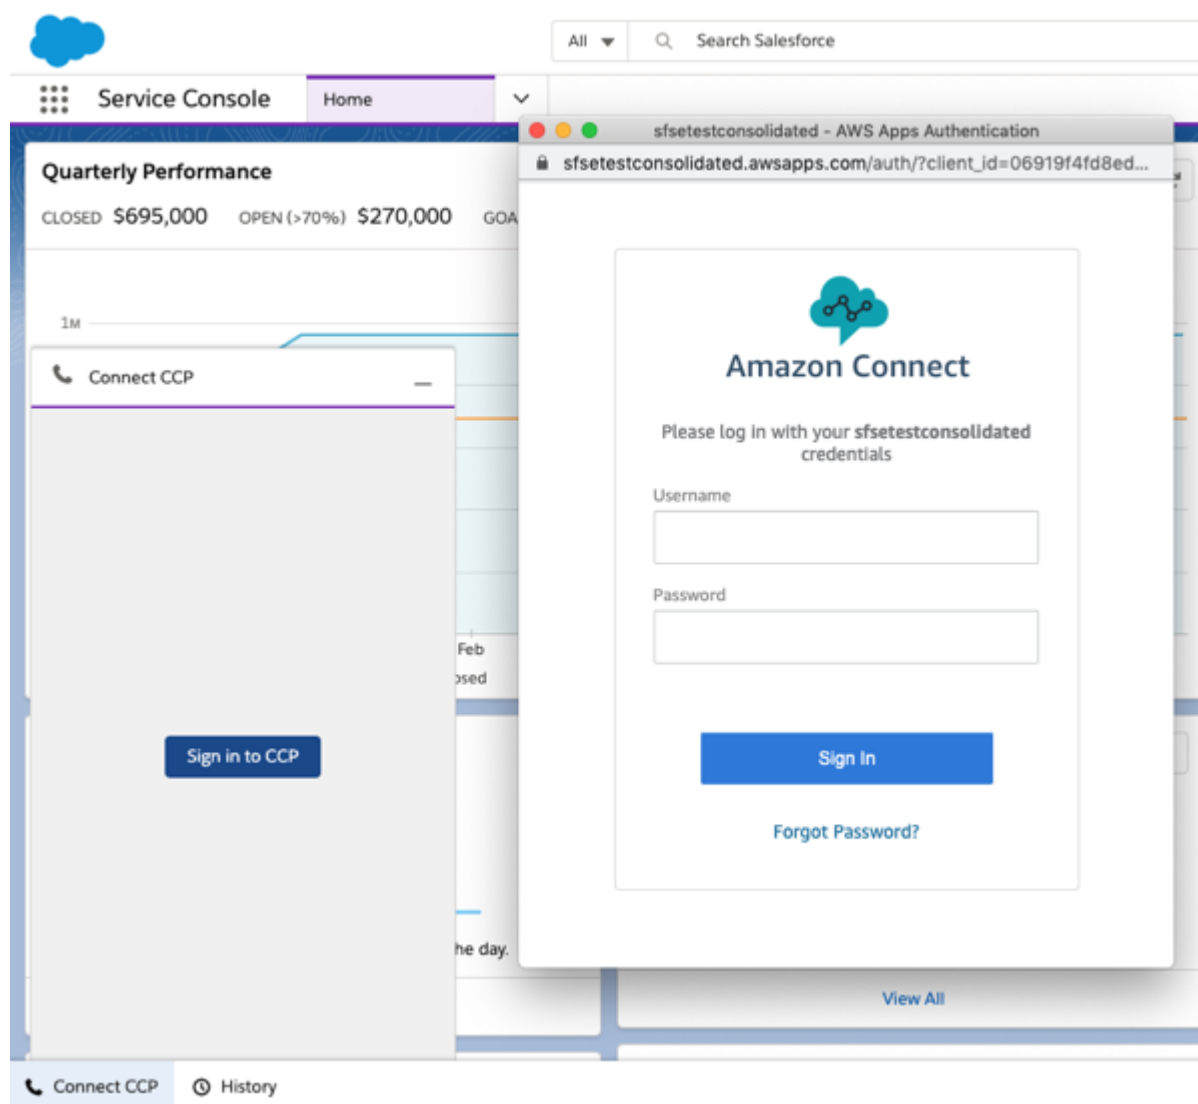 All
Search Salesforce
Service Console
Home
sfsetestconsolidated - AWS Apps Authentication
sfsetestconsolidated.awsapps.com/auth/?client_id=06919f4fd8ed...
Quarterly Performance
CLOSED $695,000 OPEN (>70%) $270,000 GOA
1M
Connect CCP
Amazon Connect
Please log in with your sfsetestconsolidated
credentials
Username
Password
Feb
osed
Sign in to CCP
Sign In
Forgot Password?
he day.
View All
Connect CCP
History